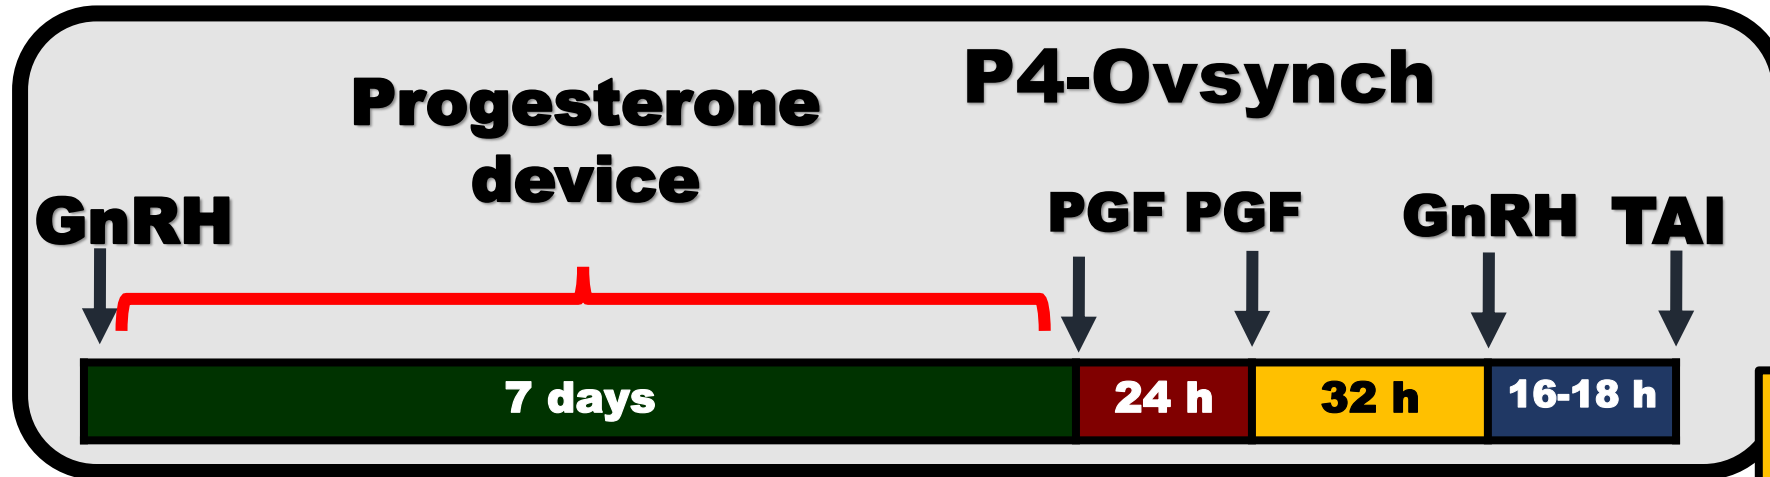 P4-Ovsynch
Progesterone
device
GnRH
PGF PGF
GnRH
TAI
7 days
24 h
32 h
16-18 h